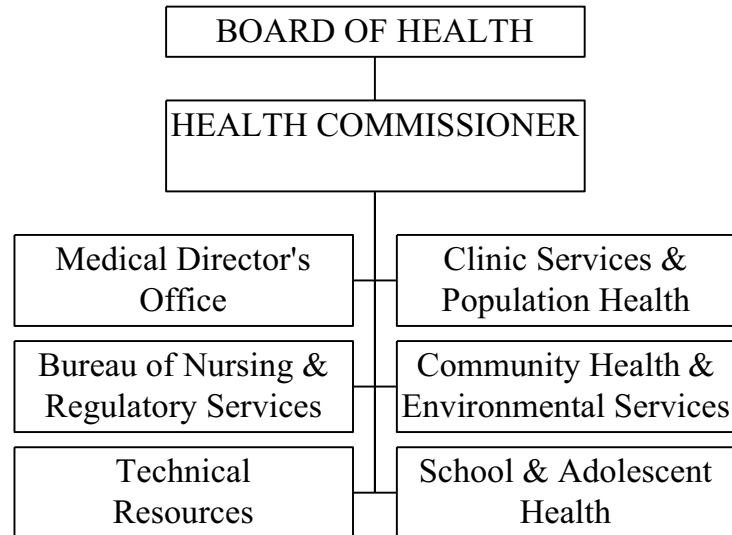 BOARD OF HEALTH
HEALTH COMMISSIONER
Medical Director's
Office
Clinic Services &
Population Health
Bureau of Nursing &
Regulatory Services
Community Health &
Environmental Services
Technical
Resources
School & Adolescent
Health